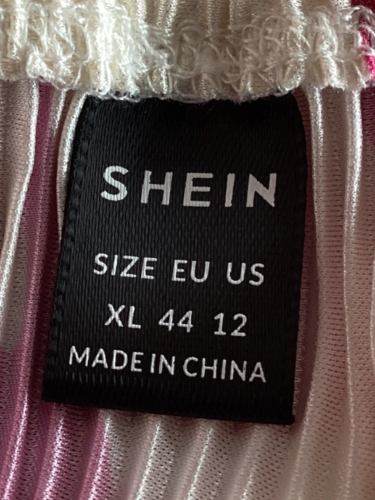 SHEIN
SIZE EU US
XL 44 12
MADE IN CHINA